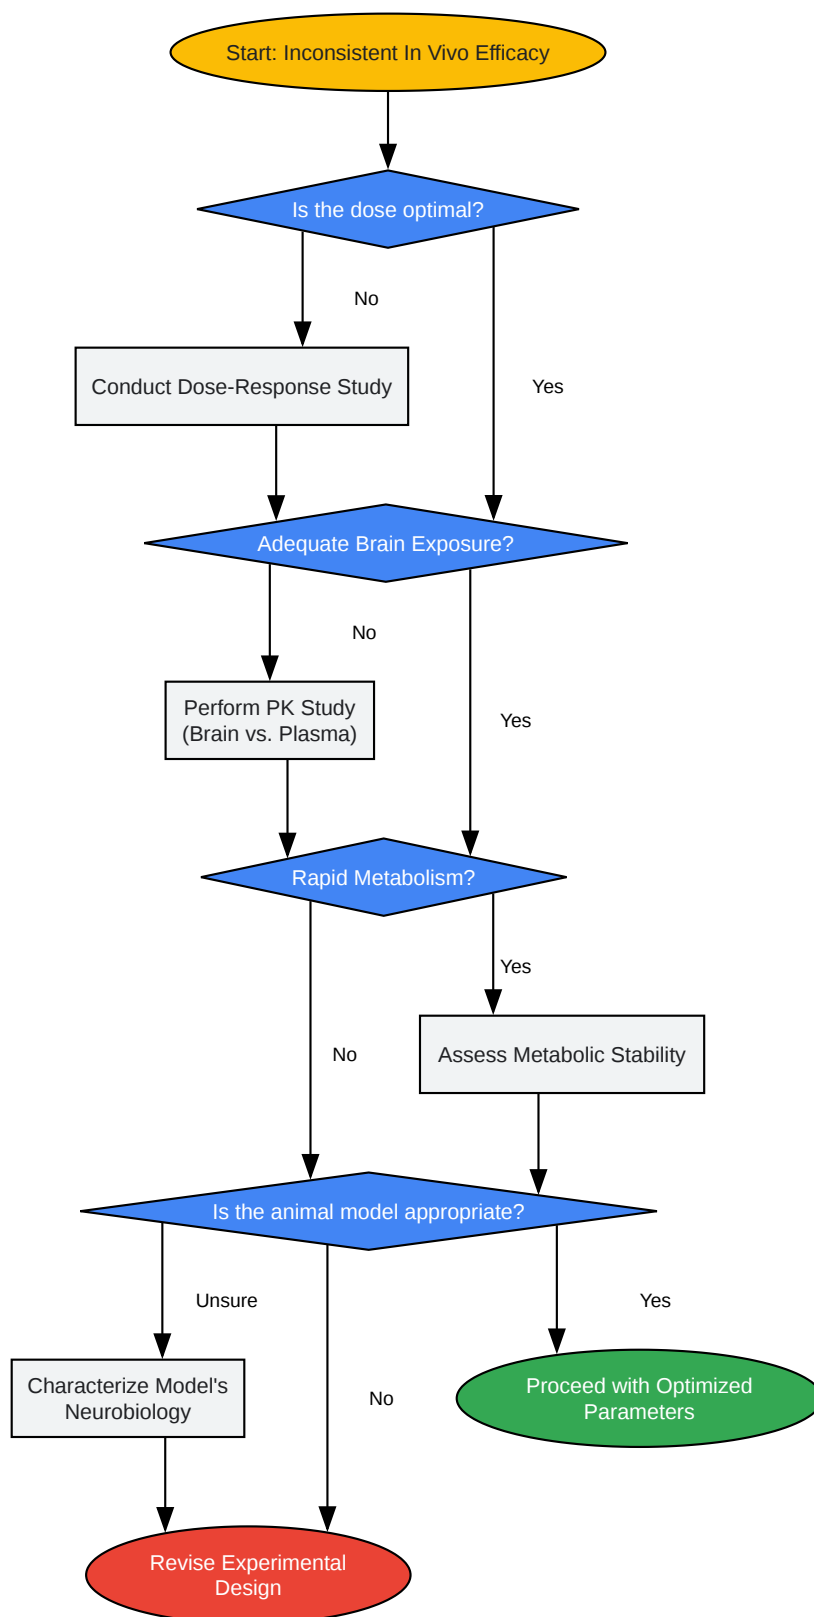 Start: Inconsistent In Vivo Efficacy
Is the dose optimal?
No
Conduct Dose-Response Study
Yes
Adequate Brain Exposure?
No
Perform PK Study
(Brain vs. Plasma)
Yes
Rapid Metabolism?
Yes
No
Assess Metabolic Stability
Is the animal model appropriate?
Unsure
Yes
Characterize Model's
Neurobiology
No
Proceed with Optimized
Parameters
Revise Experimental
Design